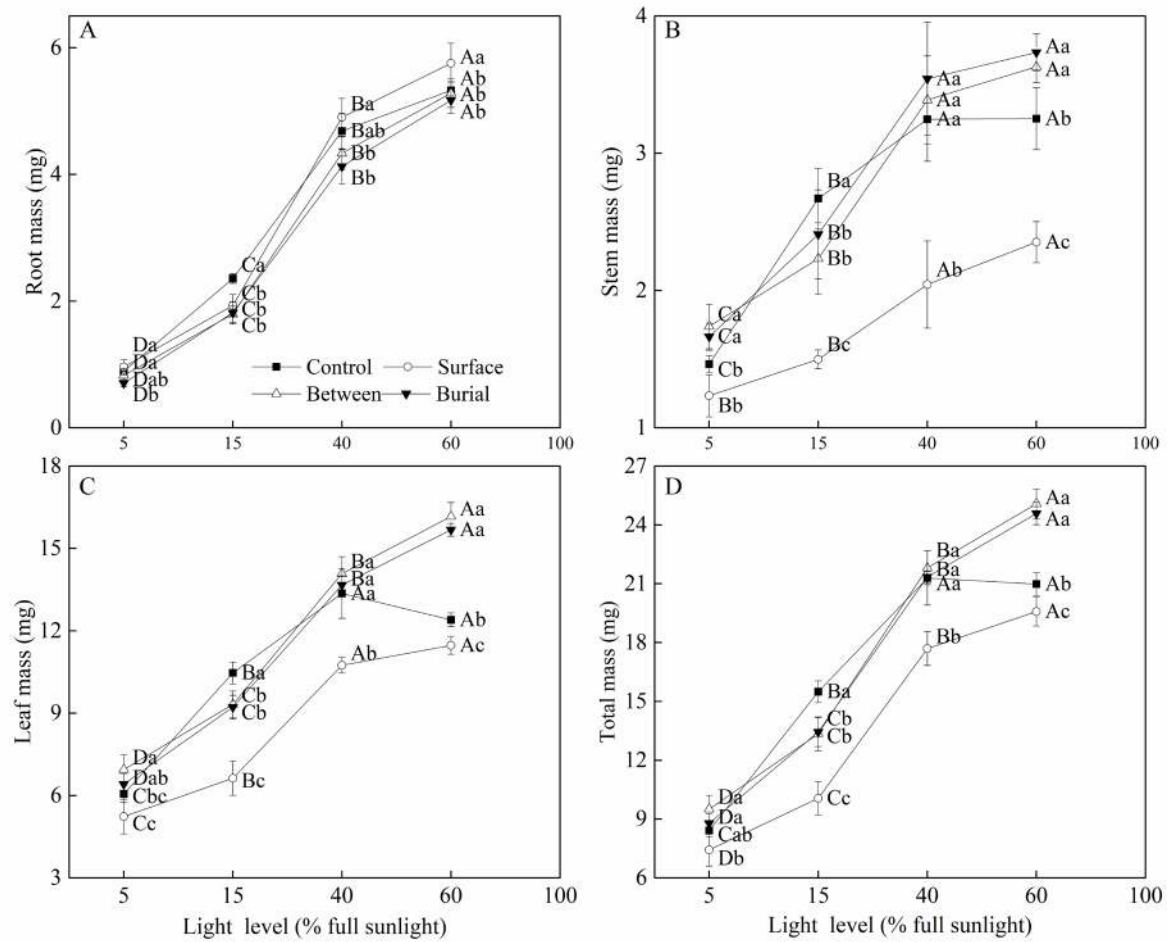 A
Root mass (mg)
6
4
2
0
Aa
Ab
Ab
Ab
Ba
Bab
Bb
Bb
Ca
Cb
Cb
Cb
Da
Da
Dab
Db
Control Surface
Between Burial
5 15 40 60 100
B
Stem mass (mg)
4
3
2
1
Aa
Aa
Ab
Ac
Aa
Aa
Aa
Ab
Ba
Bb
Bb
Bc
Ca
Ca
Cb
Bb
5 15 40 60 100
C
Leaf mass (mg)
18
15
12
9
6
3
Aa
Aa
Ab
Ac
Ba
Ba
Aa
Ab
Ba
Cb
Cb
Bc
Da
Dab
Cbc
Cc
5 15 40 60 100
Light level (% full sunlight)
D
Total mass (mg)
27
24
21
18
15
12
9
6
Aa
Aa
Ab
Ac
Ba
Ba
Aa
Bb
Ba
Cb
Cb
Cc
Da
Da
Cab
Db
5 15 40 60 100
Light level (% full sunlight)